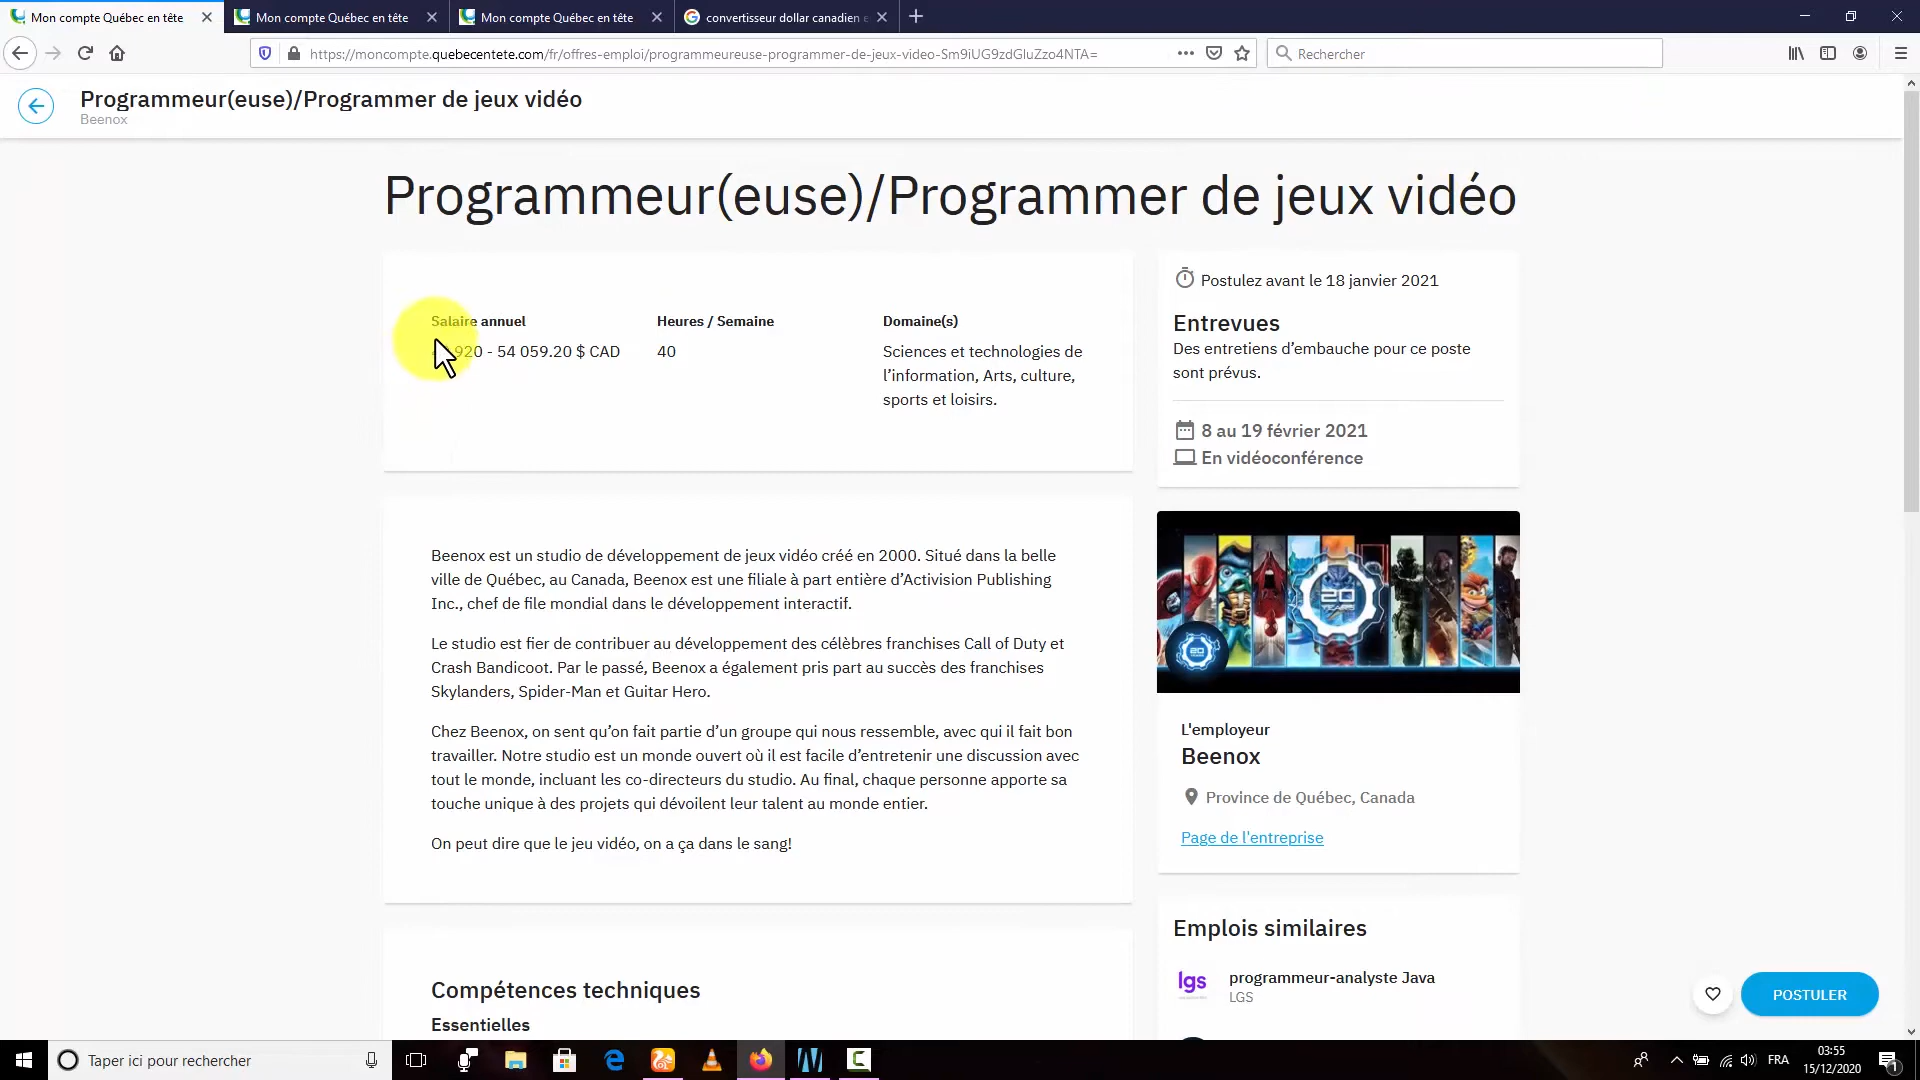 Mon compte Québec en tête
Mon compte Québec en tête
Mon compte Québec en tête
convertisseur dollar canadien e
https://moncompte.quebecentete.com/fr/offres-emploi/programmeureuse-programmer-de-jeux-video-Sm9iUG9zdGluZzo4NTA=
Rechercher
Programmeur(euse)/Programmer de jeux vidéo
Beenox
Programmeur(euse)/Programmer de jeux vidéo
Salaire annuel
920 - 54 059.20 $ CAD
Heures / Semaine
40
Domaine(s)
Sciences et technologies de
l’information, Arts, culture,
sports et loisirs.
Postulez avant le 18 janvier 2021
Entrevues
Des entretiens d’embauche pour ce poste
sont prévus.
8 au 19 février 2021
En vidéoconférence
Beenox est un studio de développement de jeux vidéo créé en 2000. Situé dans la belle
ville de Québec, au Canada, Beenox est une filiale à part entière d’Activision Publishing
Inc., chef de file mondial dans le développement interactif.
Le studio est fier de contribuer au développement des célèbres franchises Call of Duty et
Crash Bandicoot. Par le passé, Beenox a également pris part au succès des franchises
Skylanders, Spider-Man et Guitar Hero.
Chez Beenox, on sent qu’on fait partie d’un groupe qui nous ressemble, avec qui il fait bon
travailler. Notre studio est un monde ouvert où il est facile d’entretenir une discussion avec
tout le monde, incluant les co-directeurs du studio. Au final, chaque personne apporte sa
touche unique à des projets qui dévoilent leur talent au monde entier.
On peut dire que le jeu vidéo, on a ça dans le sang!
20
YEARS
20
L'employeur
Beenox
Province de Québec, Canada
Page de l'entreprise
Compétences techniques
Essentielles
Emplois similaires
lgs
programmeur-analyste Java
LGS
POSTULER
Taper ici pour rechercher
FRA
03:55
15/12/2020
1